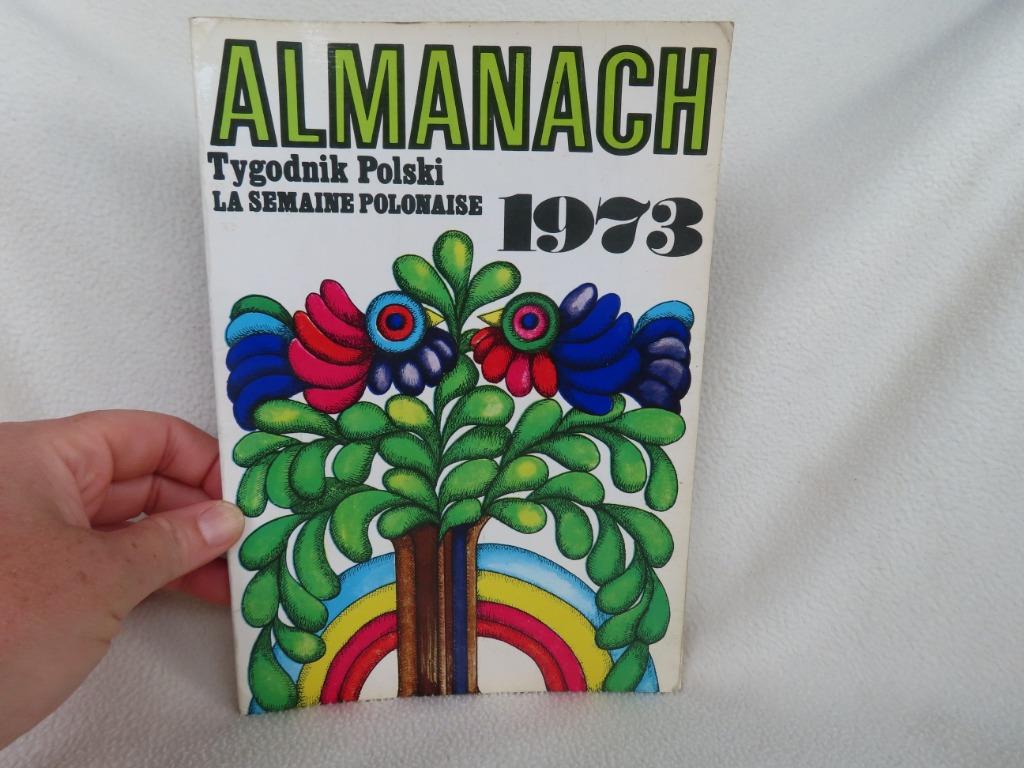 ALMANACH
Tygodnik Polski
LA SEMAINE POLONAISE
1973